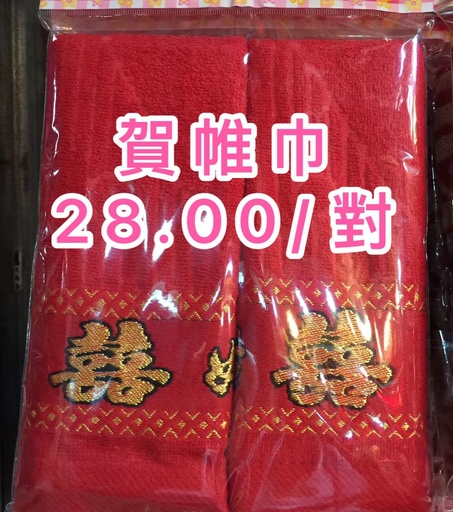 賀帷巾
28.00/對
囍 囍